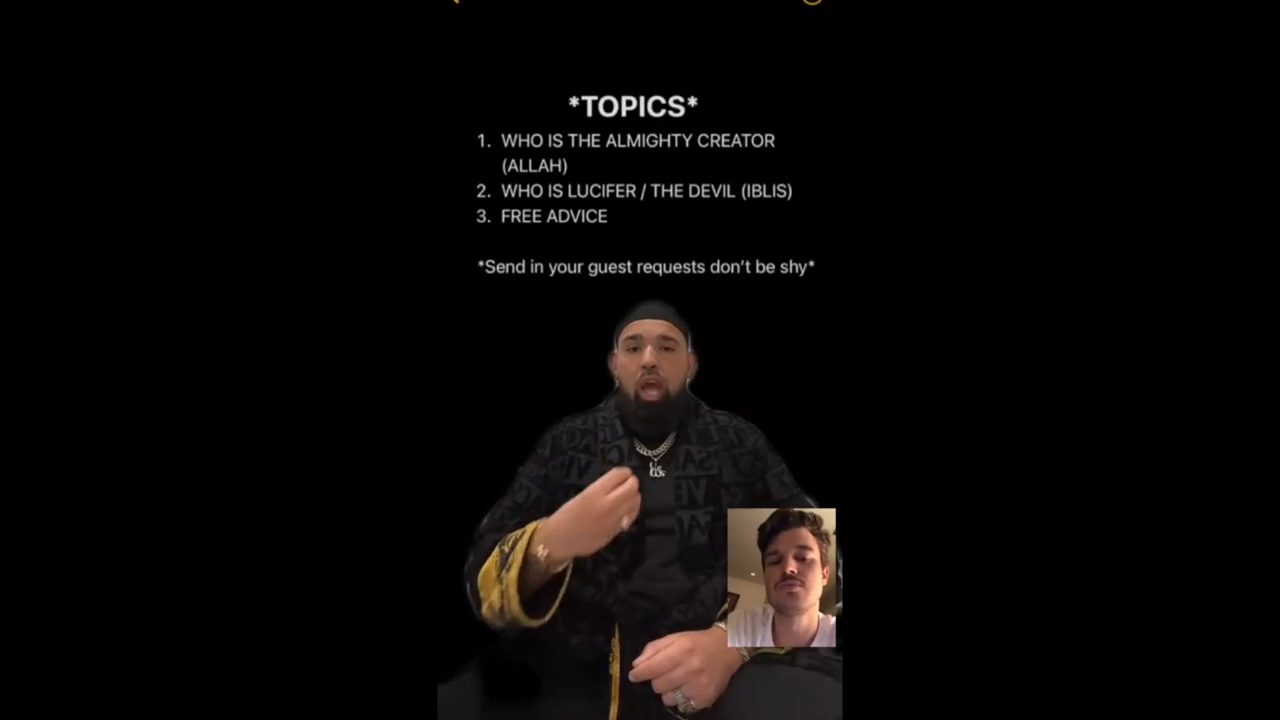 *TOPICS*
1. WHO IS THE ALMIGHTY CREATOR
(ALLAH)
2. WHO IS LUCIFER / THE DEVIL (IBLIS)
3. FREE ADVICE
*Send in your guest requests don't be shy*